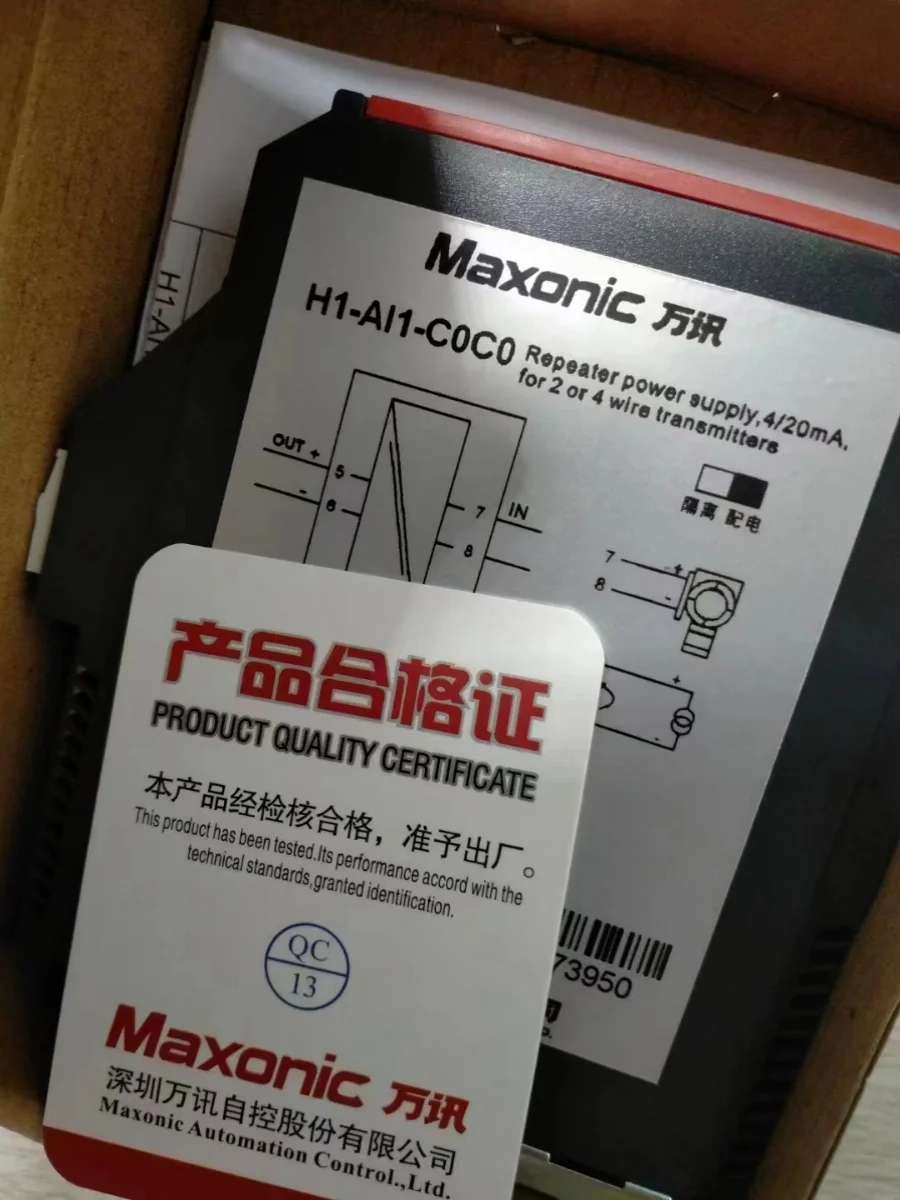 Maxonic 万讯
H1-AI1-C0C0
Repeater power supply,4/20mA.
for 2 or 4 wire transmitters
H1-AI1
OUT +
-
5
6
7
8
IN
隔离 配电
7
8
+
-
+
-
73950
产品合格证
PRODUCT QUALITY CERTIFICATE
本产品经检核合格，准予出厂。
This product has been tested.Its performance accord with the
technical standards,granted identification.
QC
13
Maxonic 万讯
深圳万讯自控股份有限公司
Maxonic Automation Control.,Ltd.